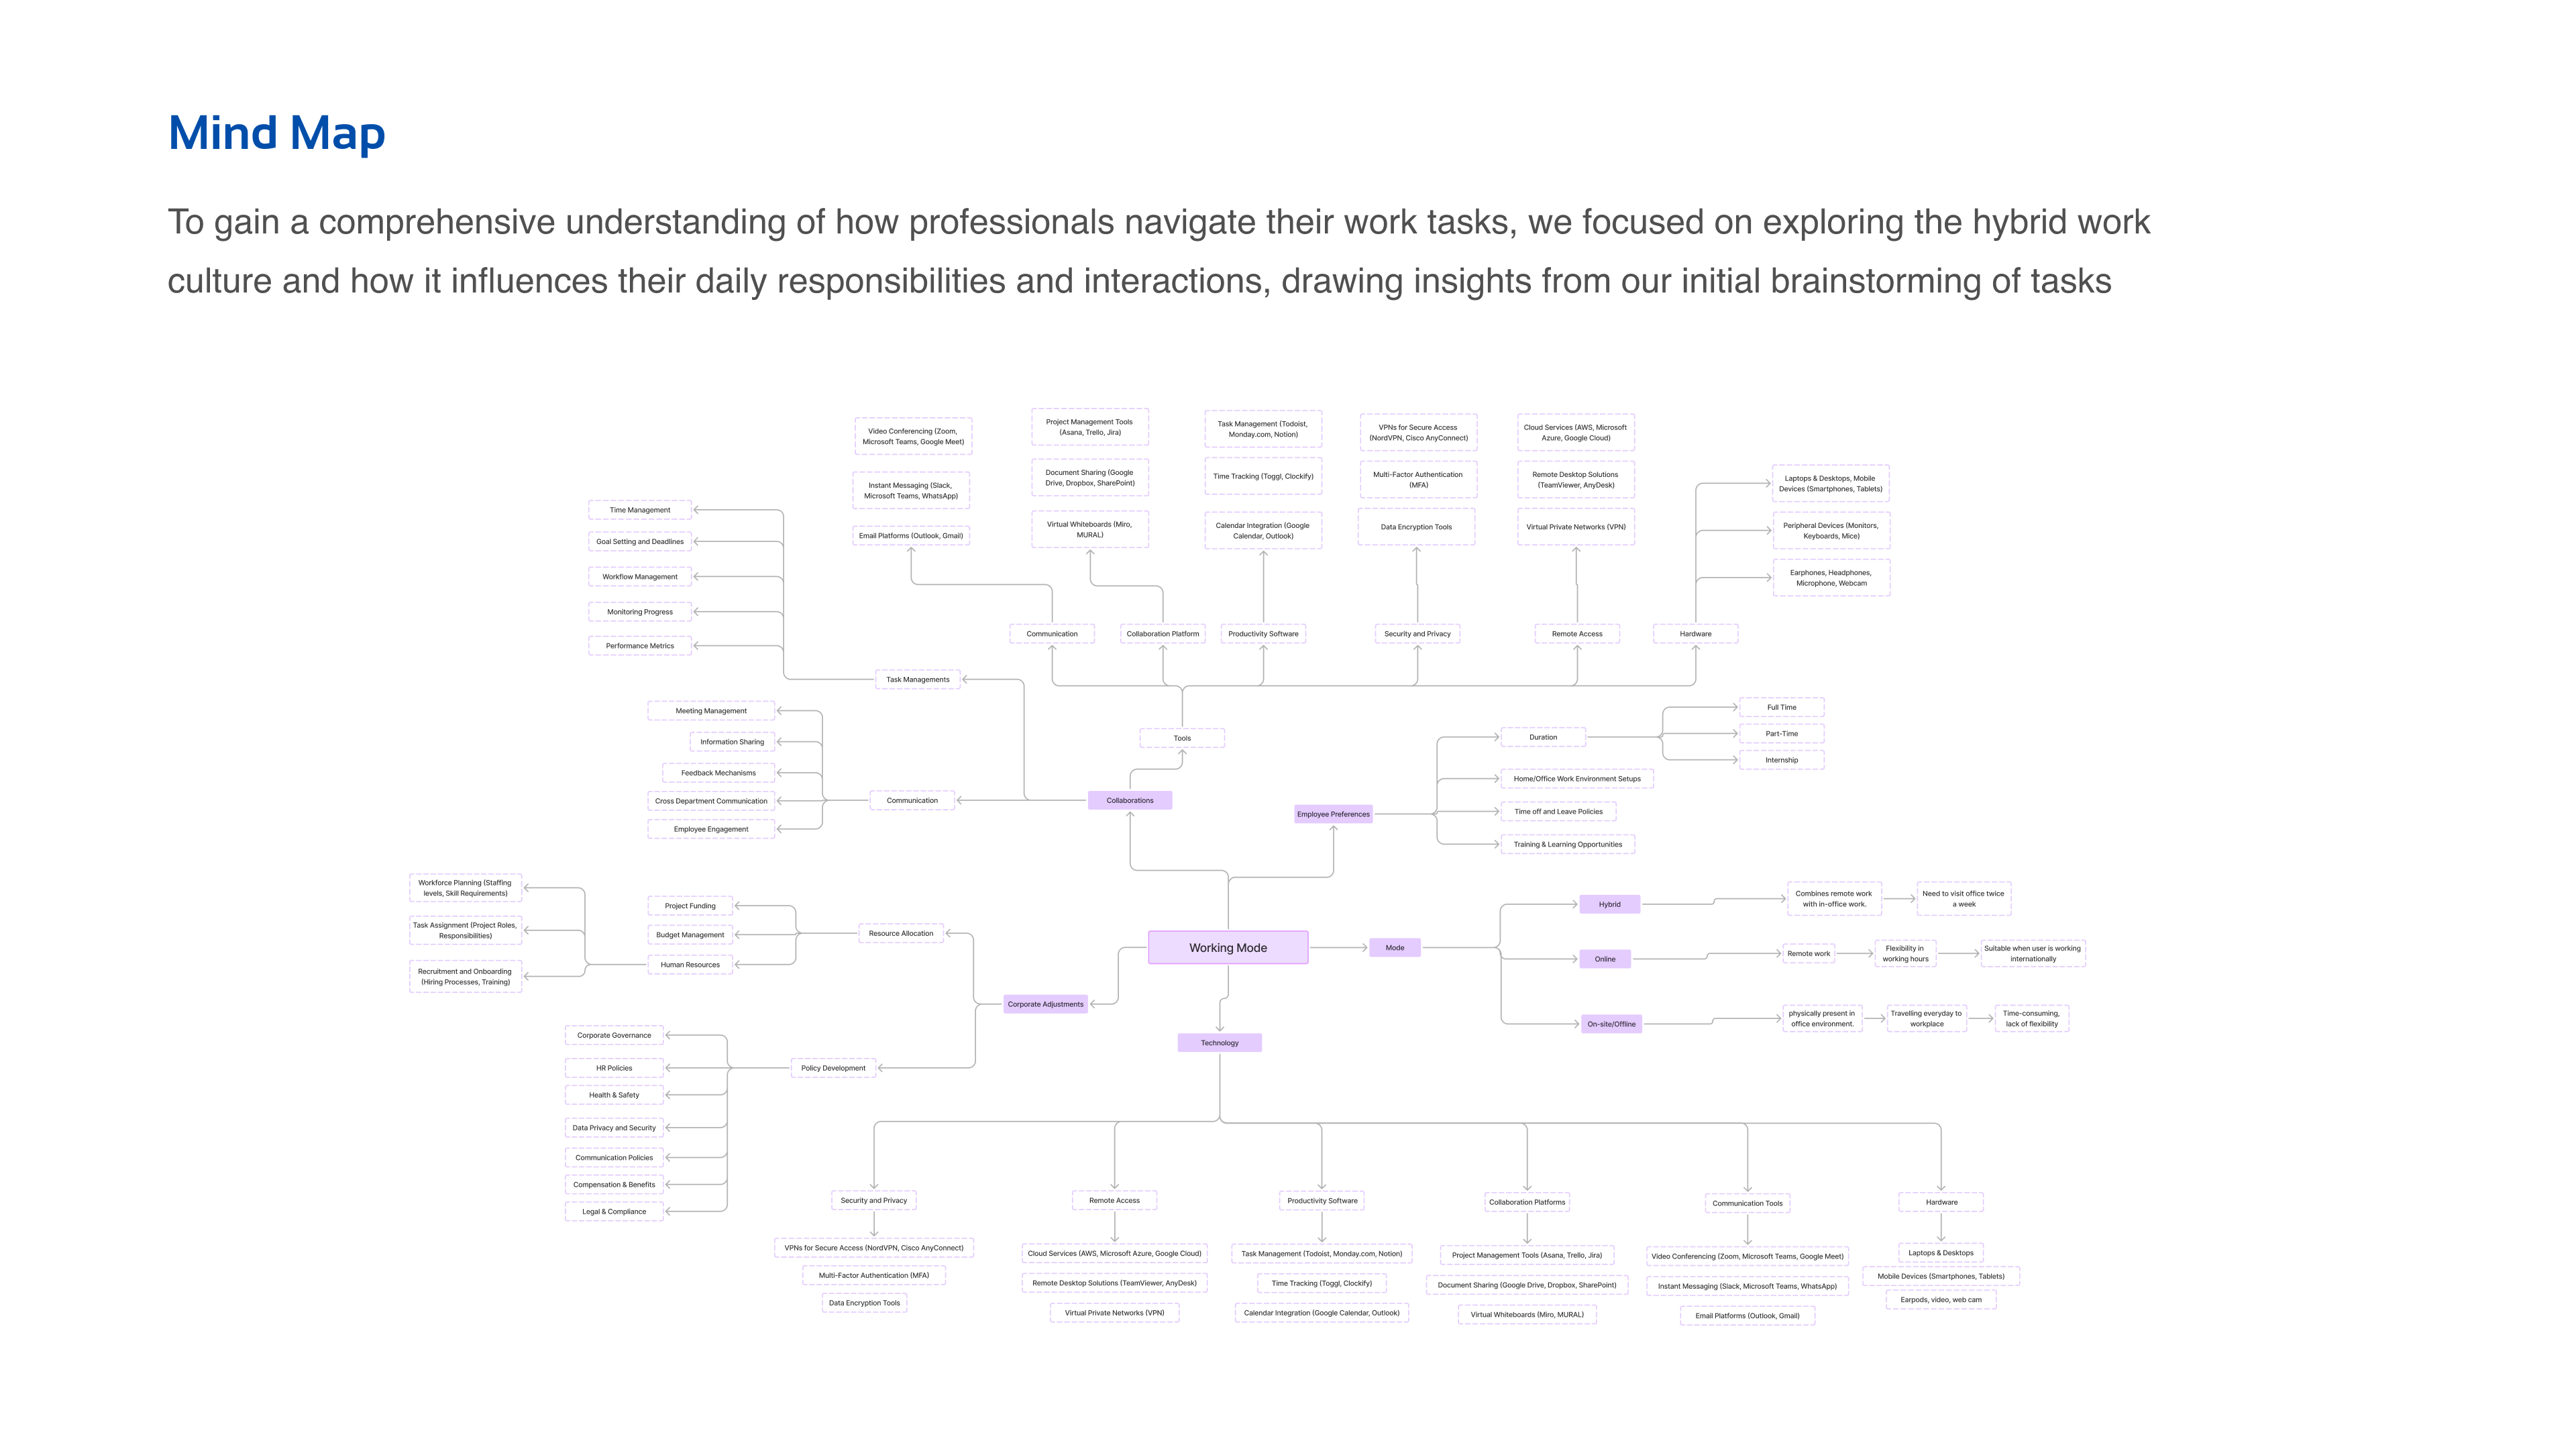 Mind Map
To gain a comprehensive understanding of how professionals navigate their work tasks, we focused on exploring the hybrid work
culture and how it influences their daily responsibilities and interactions, drawing insights from our initial brainstorming of tasks
Video Conferencing (Zoom,
Microsoft Teams, Google Meet)
Instant Messaging (Slack,
Microsoft Teams, WhatsApp)
Email Platforms (Outlook, Gmail)
Project Management Tools
(Asana, Trello, Jira)
Document Sharing (Google
Drive, Dropbox, SharePoint)
Virtual Whiteboards (Miro,
MURAL)
Task Management (Todoist,
Monday.com, Notion)
Time Tracking (Toggl, Clockify)
Calendar Integration (Google
Calendar, Outlook)
VPNs for Secure Access
(NordVPN, Cisco AnyConnect)
Multi-Factor Authentication
(MFA)
Data Encryption Tools
Cloud Services (AWS, Microsoft
Azure, Google Cloud)
Remote Desktop Solutions
(TeamViewer, AnyDesk)
Virtual Private Networks (VPN)
Laptops & Desktops, Mobile
Devices (Smartphones, Tablets)
Peripheral Devices (Monitors,
Keyboards, Mice)
Earphones, Headphones,
Microphone, Webcam
Communication
Collaboration Platform
Productivity Software
Security and Privacy
Remote Access
Hardware
Time Management
Goal Setting and Deadlines
Workflow Management
Monitoring Progress
Performance Metrics
Task Managements
Tools
Meeting Management
Information Sharing
Feedback Mechanisms
Cross Department Communication
Employee Engagement
Communication
Collaborations
Employee Preferences
Duration
Full Time
Part-Time
Internship
Home/Office Work Environment Setups
Time off and Leave Policies
Training & Learning Opportunities
Workforce Planning (Staffing
levels, Skill Requirements)
Task Assignment (Project Roles,
Responsibilities)
Recruitment and Onboarding
(Hiring Processes, Training)
Project Funding
Budget Management
Human Resources
Resource Allocation
Working Mode
Mode
Hybrid
Combines remote work
with in-office work.
Need to visit office twice
a week
Online
Remote work
Flexibility in
working hours
Suitable when user is working
internationally
On-site/Offline
physically present in
office environment.
Travelling everyday to
workplace
Time-consuming,
lack of flexibility
Corporate Adjustments
Technology
Corporate Governance
HR Policies
Health & Safety
Data Privacy and Security
Communication Policies
Compensation & Benefits
Legal & Compliance
Policy Development
Security and Privacy
VPNs for Secure Access (NordVPN, Cisco AnyConnect)
Multi-Factor Authentication (MFA)
Data Encryption Tools
Remote Access
Cloud Services (AWS, Microsoft Azure, Google Cloud)
Remote Desktop Solutions (TeamViewer, AnyDesk)
Virtual Private Networks (VPN)
Productivity Software
Task Management (Todoist, Monday.com, Notion)
Time Tracking (Toggl, Clockify)
Calendar Integration (Google Calendar, Outlook)
Collaboration Platforms
Project Management Tools (Asana, Trello, Jira)
Document Sharing (Google Drive, Dropbox, SharePoint)
Virtual Whiteboards (Miro, MURAL)
Communication Tools
Video Conferencing (Zoom, Microsoft Teams, Google Meet)
Instant Messaging (Slack, Microsoft Teams, WhatsApp)
Email Platforms (Outlook, Gmail)
Hardware
Laptops & Desktops
Mobile Devices (Smartphones, Tablets)
Earpods, video, web cam